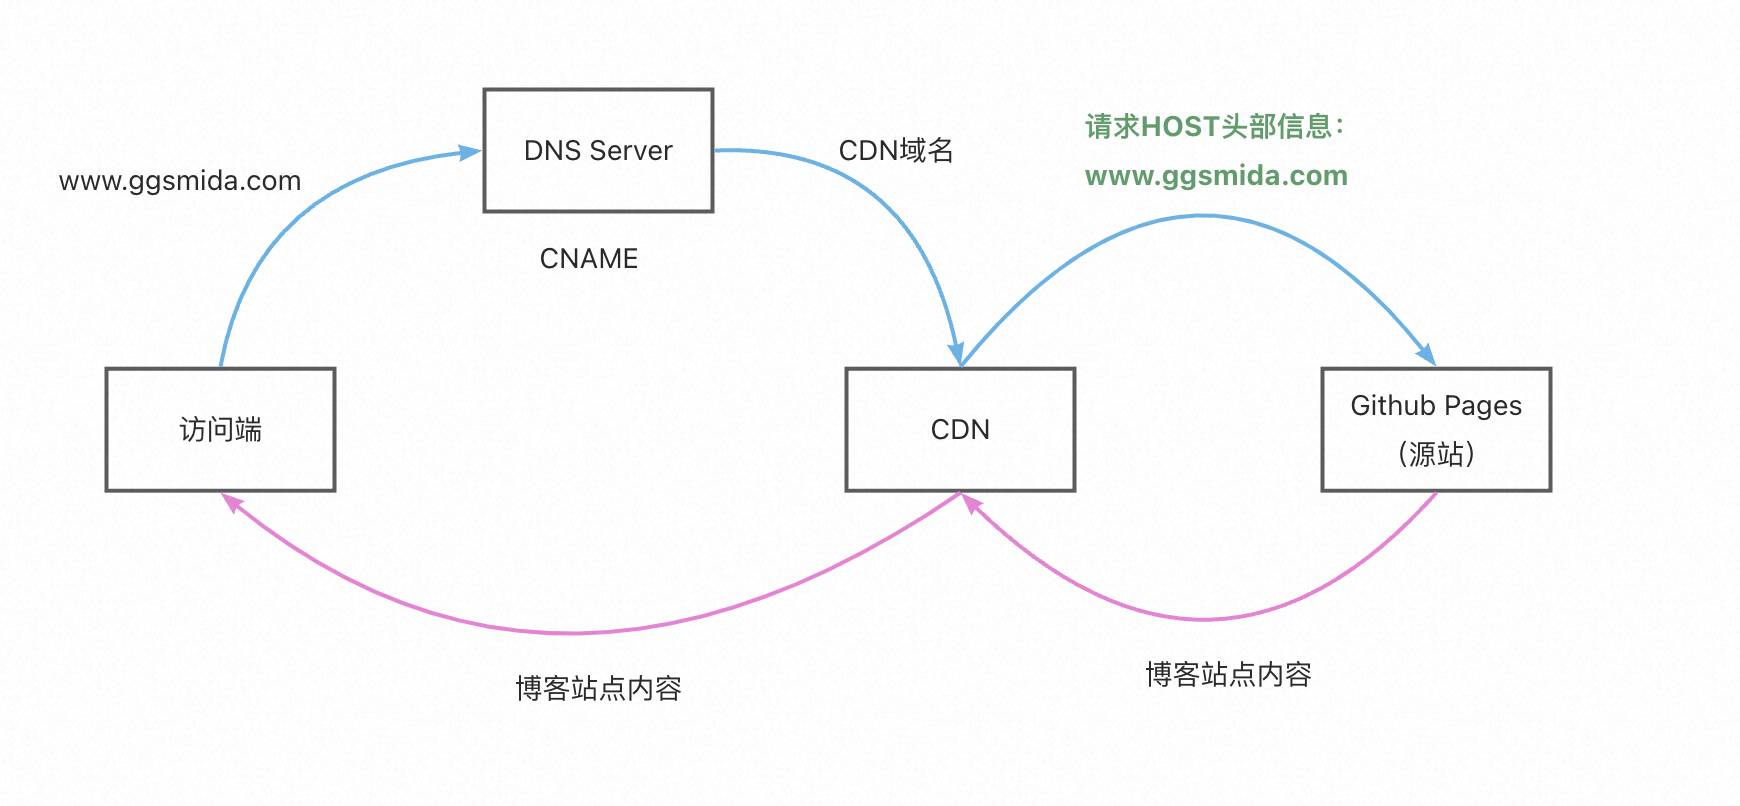 请求HOST头部信息：
www.ggsmida.com
DNS Server
CDN域名
www.ggsmida.com
CNAME
访问端
CDN
Github Pages
（源站）
博客站点内容
博客站点内容